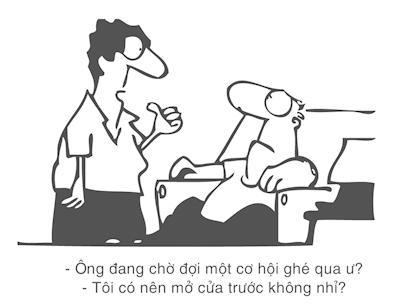 - Ông đang chờ đợi một cơ hội ghé qua ư?
- Tôi có nên mở cửa trước không nhỉ?